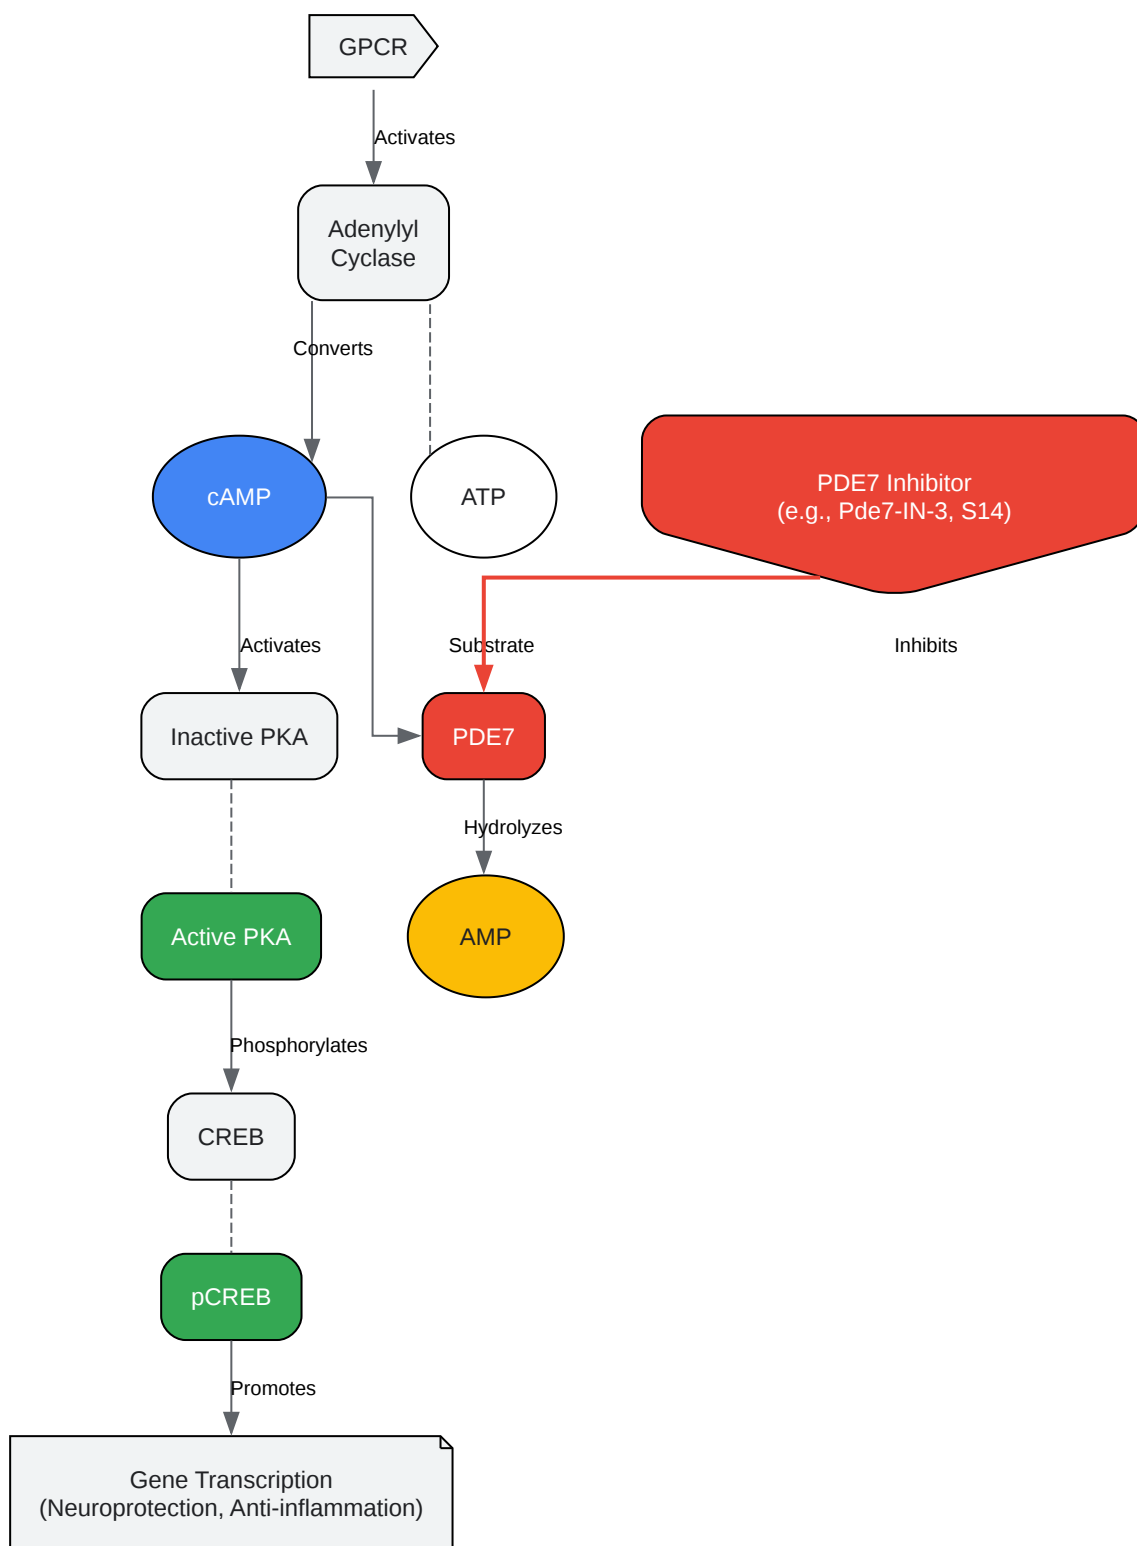 GPCR
Activates
Adenylyl
Cyclase
Converts
cAMP
ATP
PDE7 Inhibitor
(e.g., Pde7-IN-3, S14)
Activates
Substrate
Inhibits
Inactive PKA
PDE7
Hydrolyzes
Active PKA
AMP
Phosphorylates
CREB
pCREB
Promotes
Gene Transcription
(Neuroprotection, Anti-inflammation)